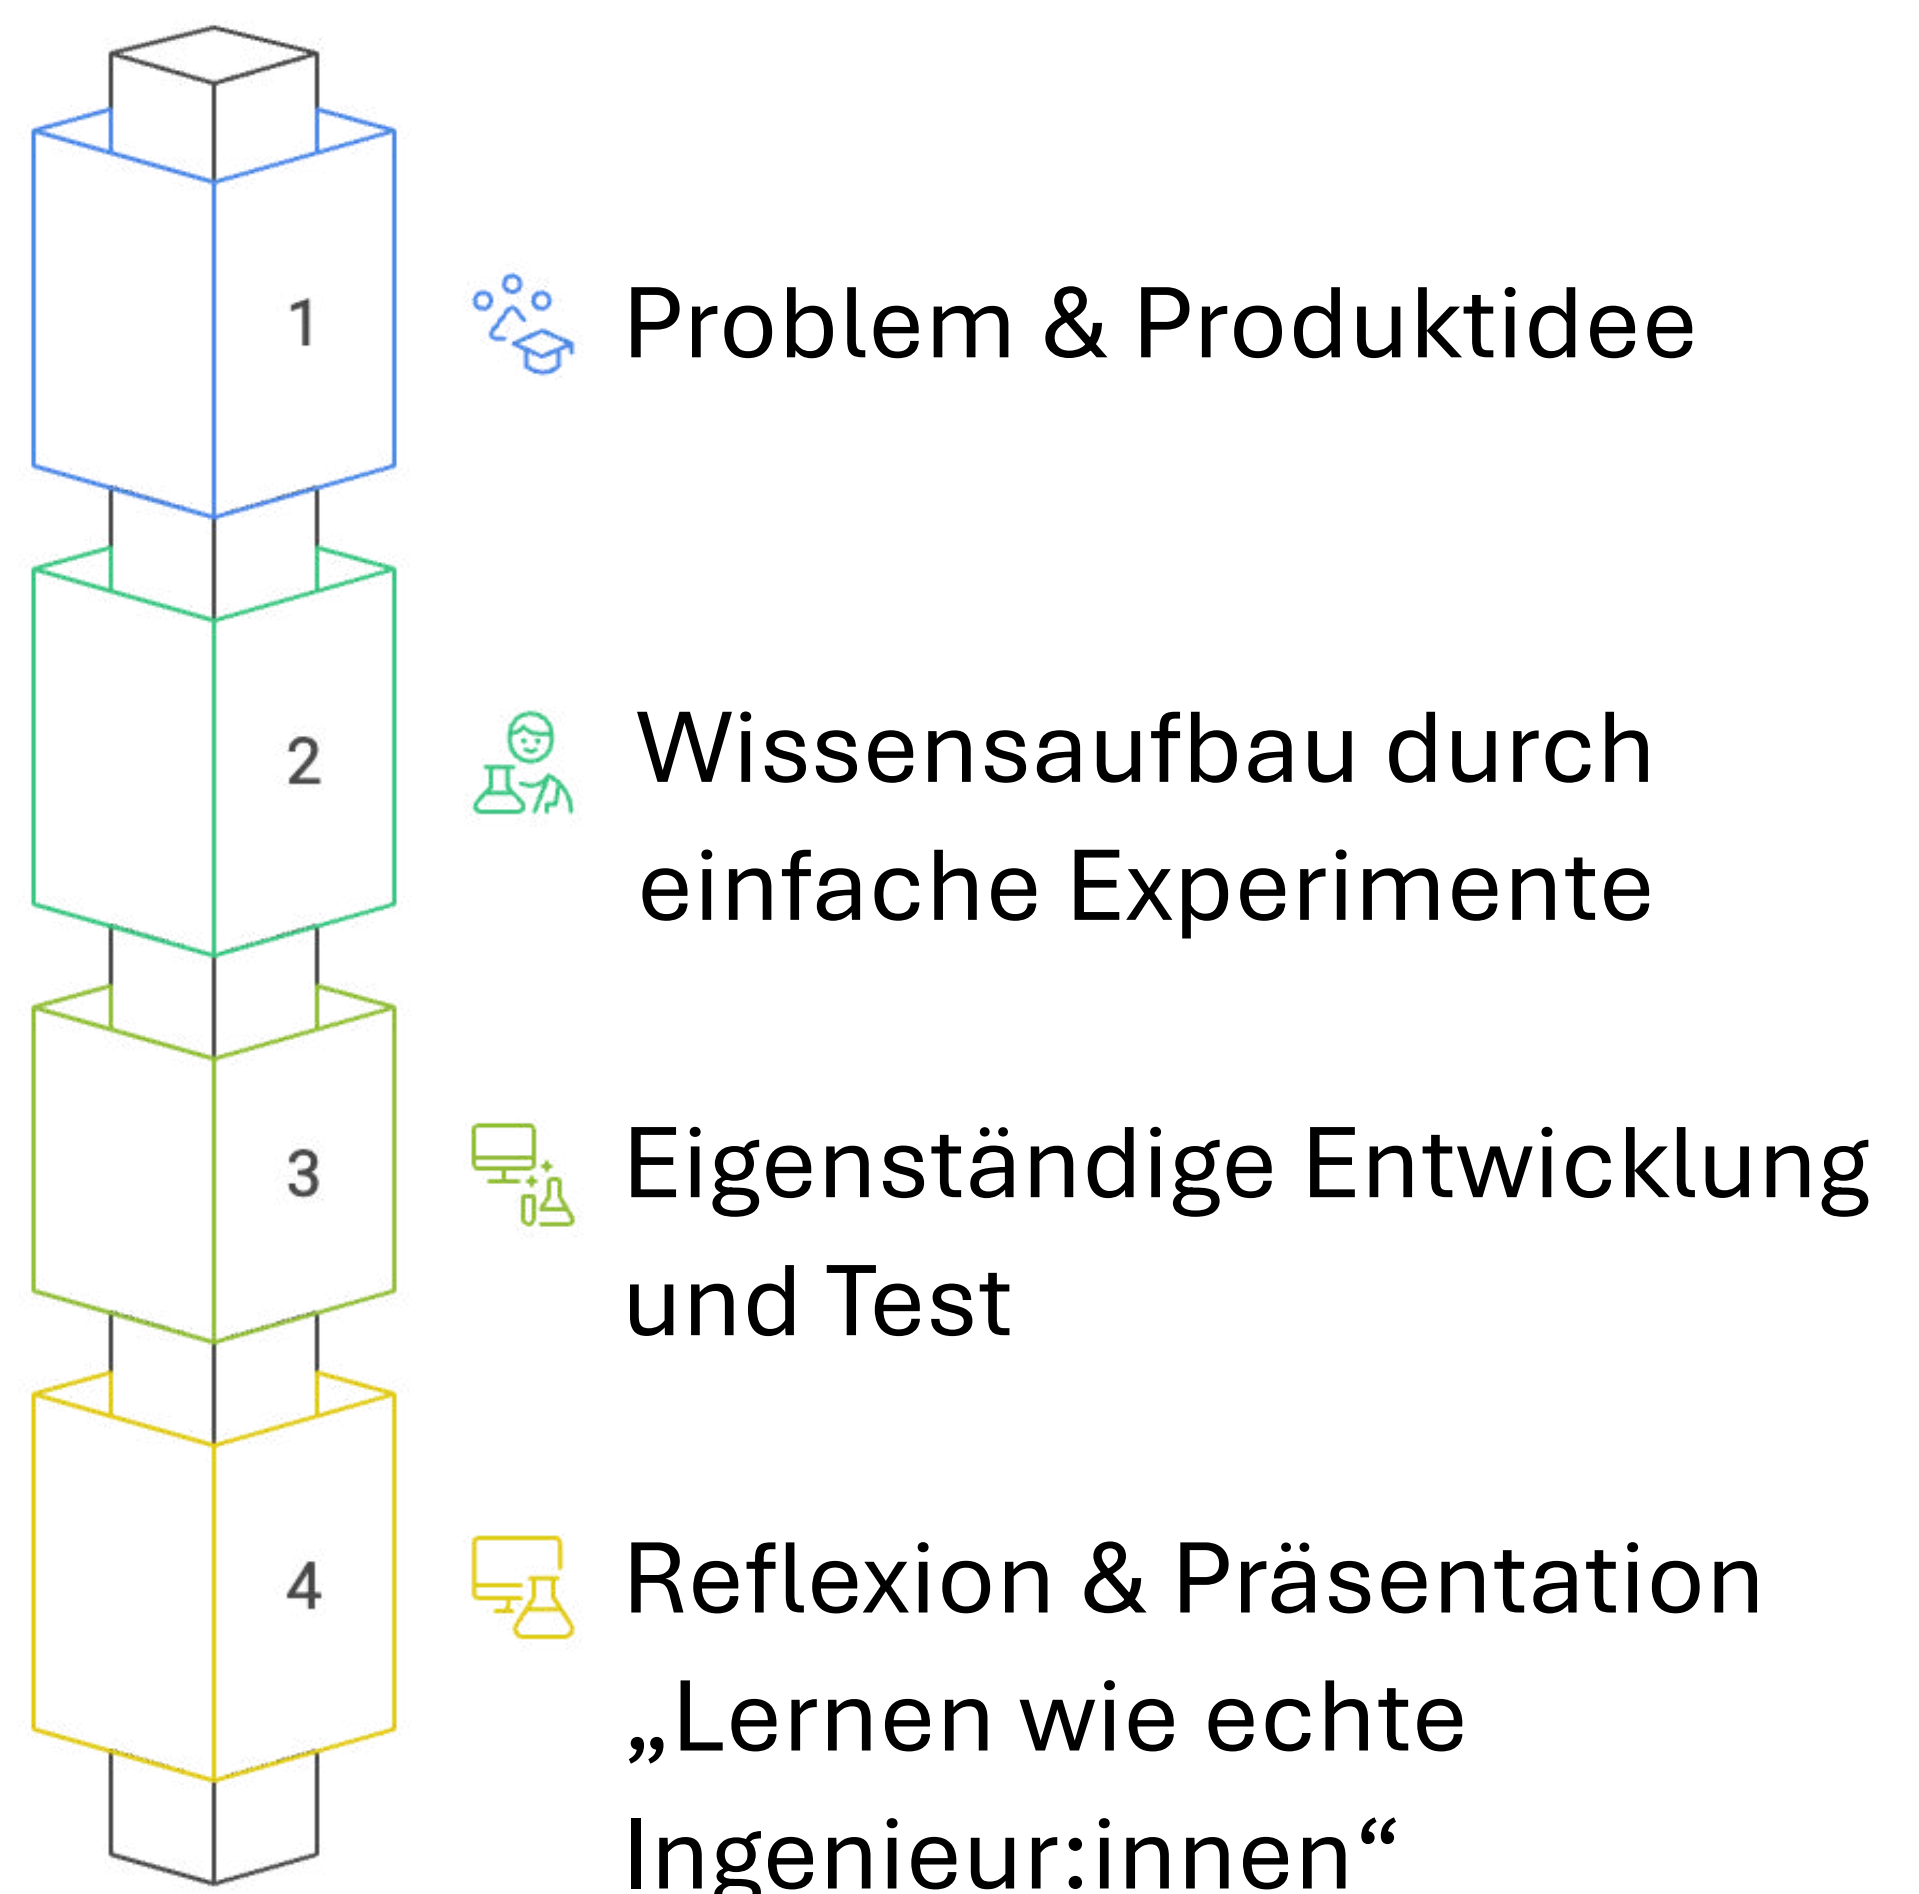 1
Problem & Produktidee
2
Wissensaufbau durch
einfache Experimente
3
Eigenständige Entwicklung
und Test
4
Reflexion & Präsentation
„Lernen wie echte
Ingenieur:innen“